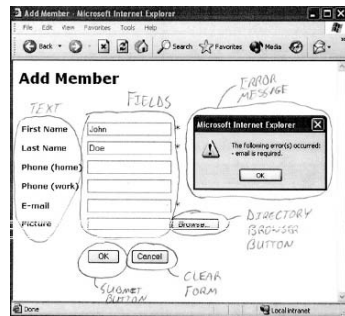 Add Member - Microsoft Internet Explorer
File Edit View Favorites Tools Help
Back Search Favorites Media
Add Member
TEXT
FIELDS
ERROR
MESSAGE
First Name John *
Last Name Doe *
Phone (home)
Phone (work)
E-mail *
Picture Browse...
Microsoft Internet Explorer
The following error(s) occurred:
- email is required.
OK
DIRECTORY
BROWSER
BUTTON
OK Cancel
SUBMIT
BUTTON
CLEAR
FORM
Done Local intranet